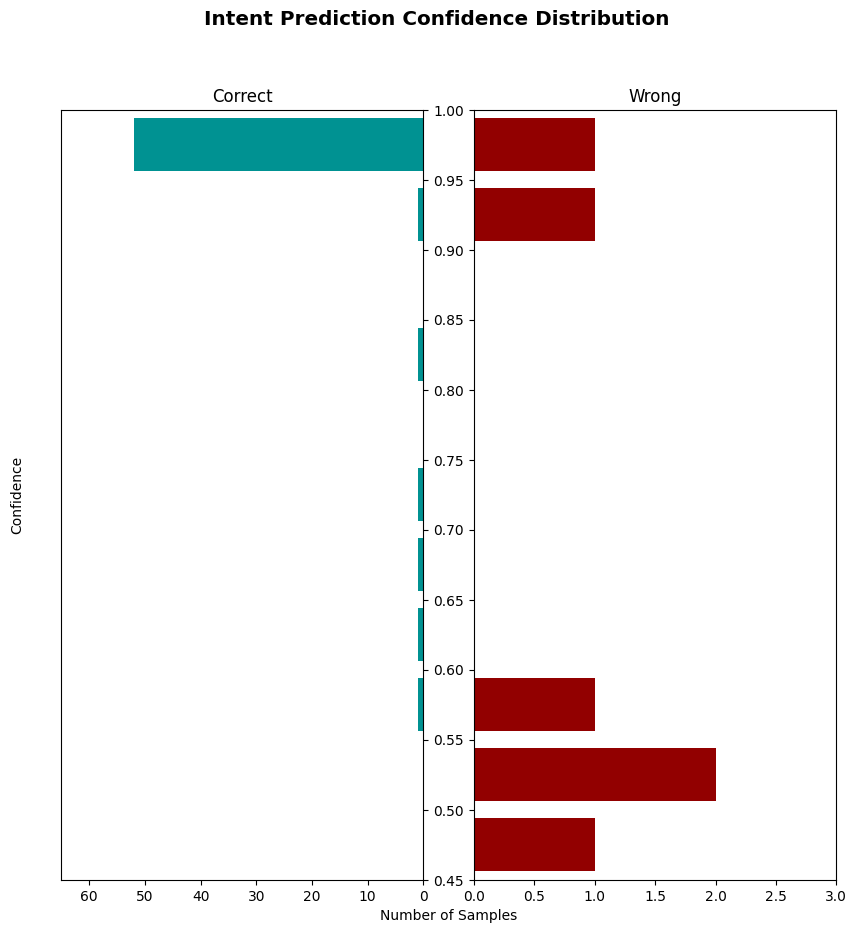 Intent Prediction Confidence Distribution
Correct
Wrong
1.00
0.95
0.90
0.85
0.80
0.75
0.70
0.65
0.60
0.55
0.50
0.45
Confidence
60 50 40 30 20 10 0
0.0 0.5 1.0 1.5 2.0 2.5 3.0
Number of Samples